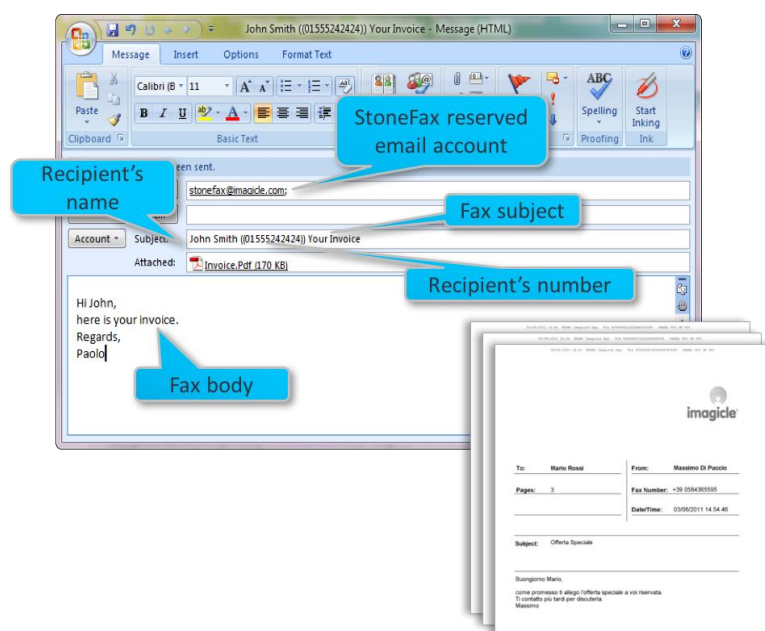 John Smith ((01555242424)) Your Invoice - Message (HTML)
Message Insert Options Format Text
Paste
Calibri (B 11
B I U
ABC
Spelling
Start
Inking
Clipboard Basic Text Proofing Ink
StoneFax reserved
email account
en sent.
Recipient's
name
stonefax@imagicle.com;
Fax subject
Account Subject: John Smith ((01555242424)) Your Invoice
Attached: Invoice.Pdf (170 KB)
Recipient's number
Hi John,
here is your invoice.
Regards,
Paolo
Fax body
imagicle
To: Mario Rossi From: Massimo Di Puccio
Pages: 3 Fax Number: +39 0584365595
Date/Time: 03/08/2011 14.54.46
Subject: Offerta Speciale
Buongiorno Mario,
come promesso ti allego l'offerta speciale a voi riservata.
Ti contatto più tardi per discuterla.
Massimo